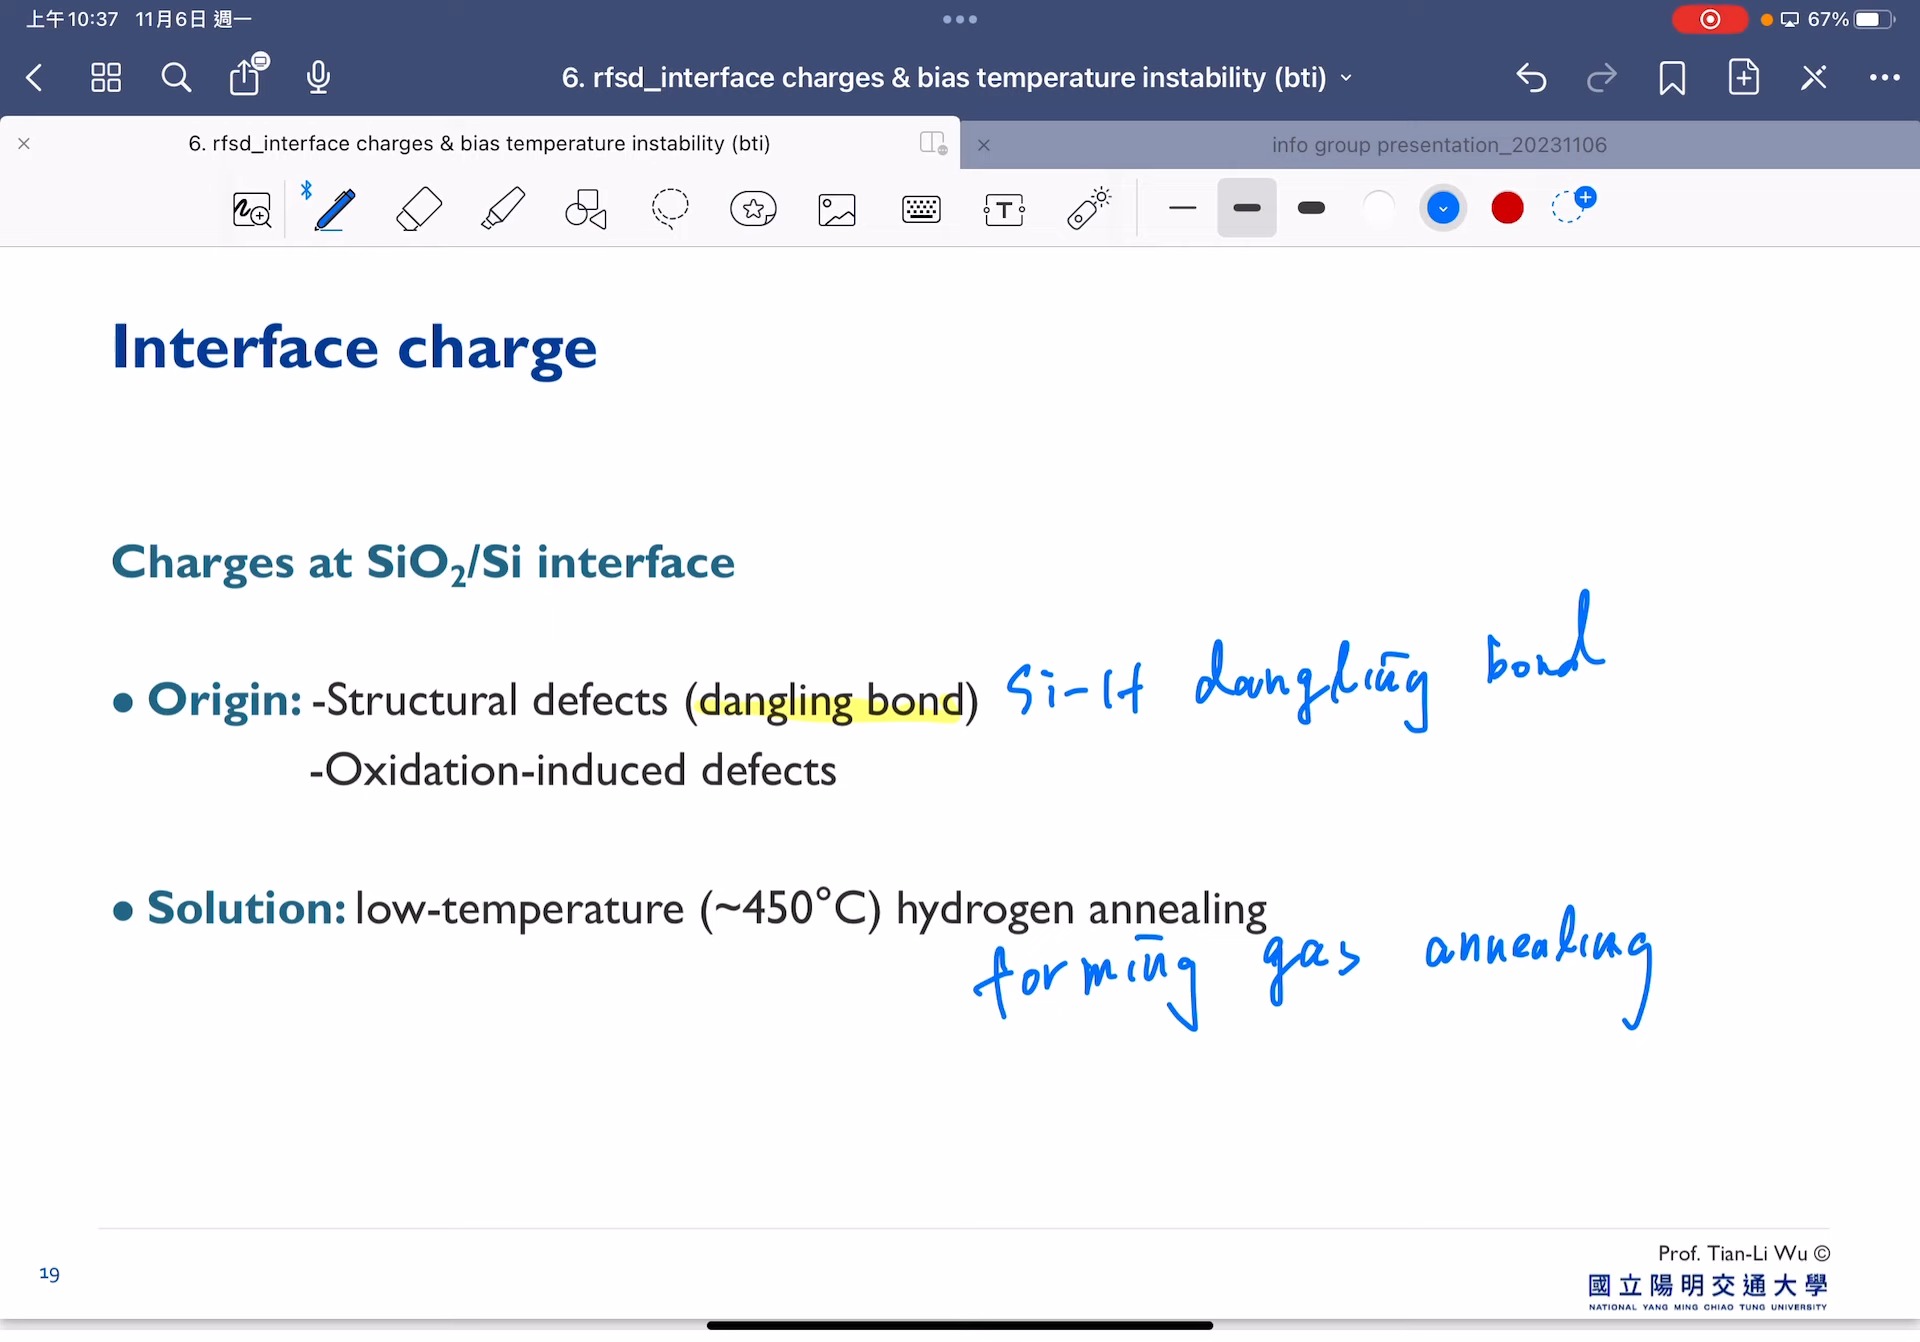 上午10:37 11月6日 週一
67%
6. rfsd_interface charges & bias temperature instability (bti)
6. rfsd_interface charges & bias temperature instability (bti)
info group presentation_20231106
T
Interface charge
Charges at SiO₂/Si interface
• Origin: -Structural defects (dangling bond) Si-H dangling bond
-Oxidation-induced defects
• Solution: low-temperature (~450°C) hydrogen annealing
forming gas annealing
19
Prof. Tian-Li Wu ©
國立陽明交通大學
NATIONAL YANG MING CHIAO TUNG UNIVERSITY